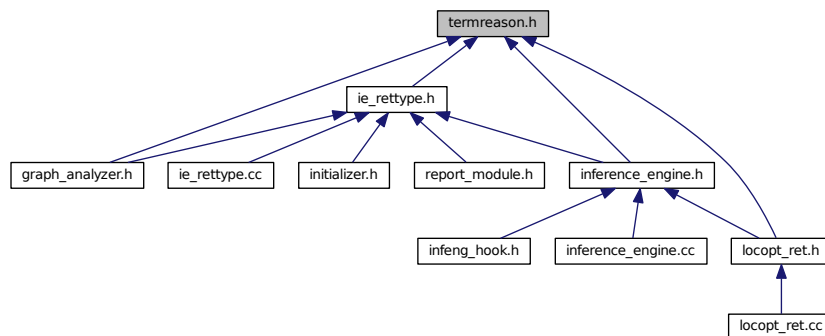 termreason.h
ie_rettype.h
graph_analyzer.h
ie_rettype.cc
initializer.h
report_module.h
inference_engine.h
infeng_hook.h
inference_engine.cc
locopt_ret.h
locopt_ret.cc